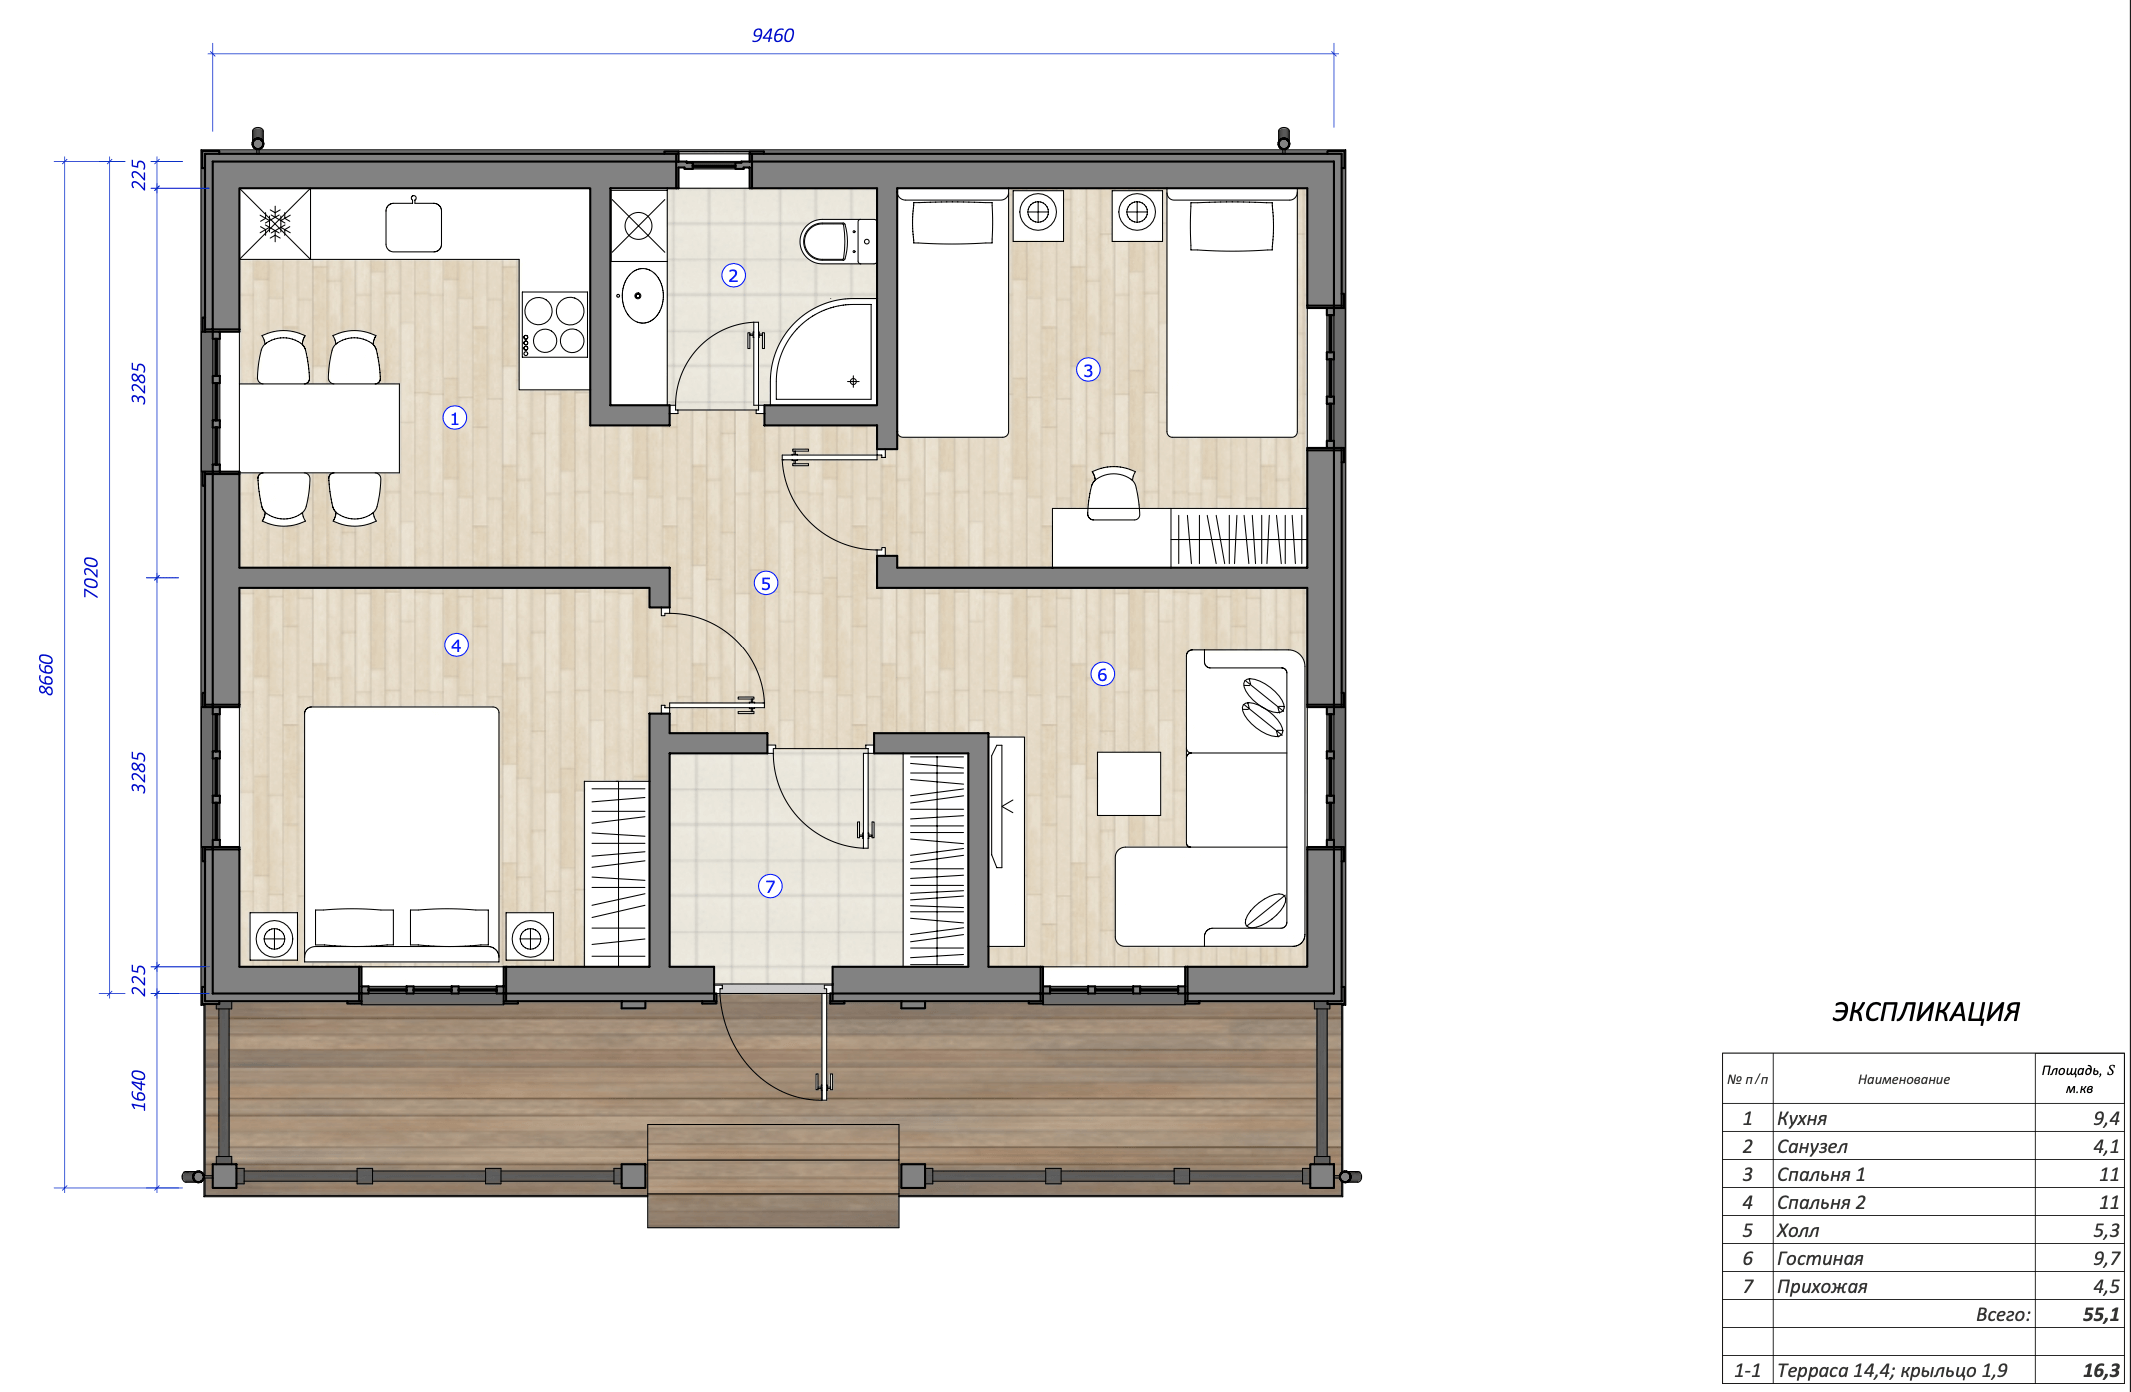 9460
225
3285
7020
8660
3285
225
1640
1
2
3
4
5
6
7
ЭКСПЛИКАЦИЯ
№ п/п Наименование Площадь, S м.кв
1 Кухня 9,4
2 Санузел 4,1
3 Спальня 1 11
4 Спальня 2 11
5 Холл 5,3
6 Гостиная 9,7
7 Прихожая 4,5
Всего: 55,1
1-1 Терраса 14,4; крыльцо 1,9 16,3